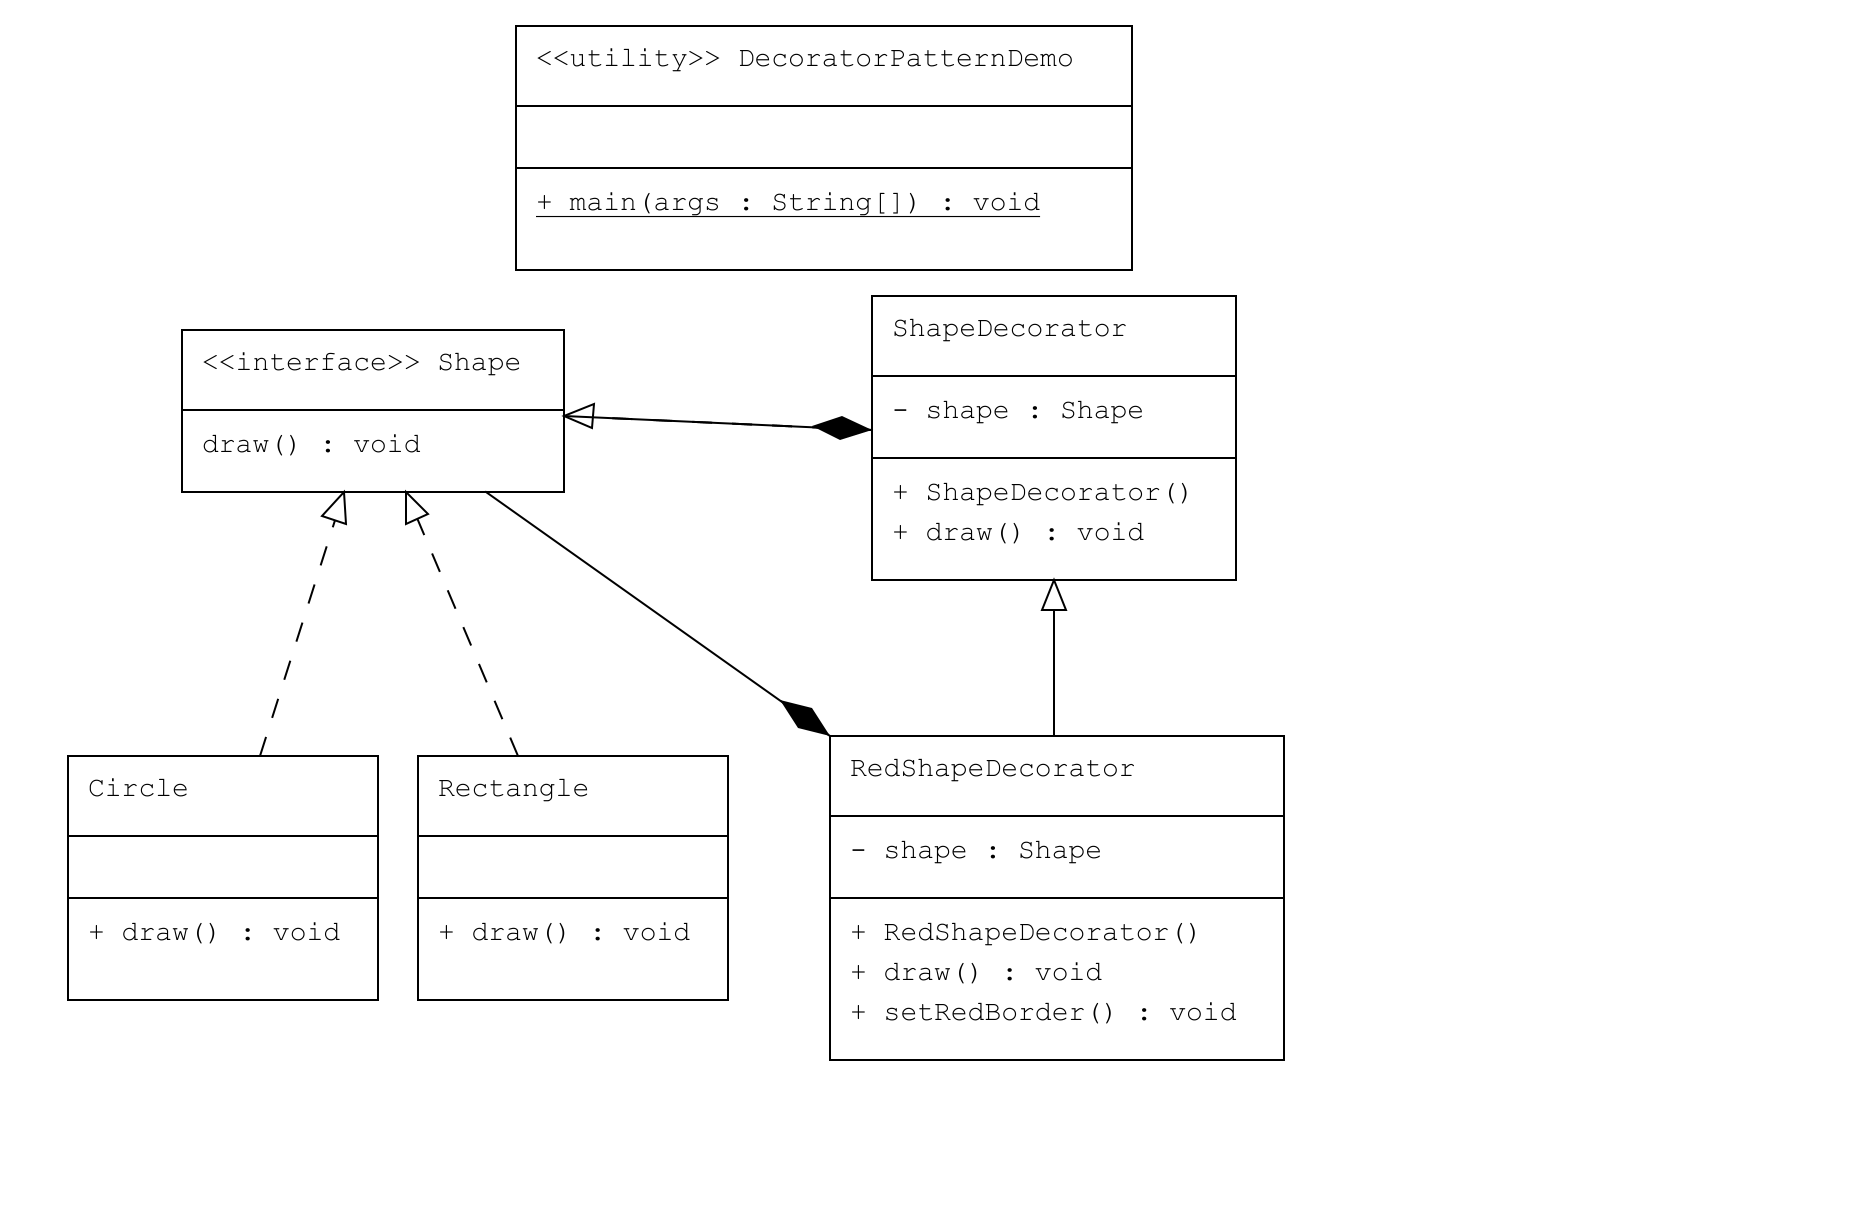 <<utility>> DecoratorPatternDemo
+ main(args : String[]) : void
ShapeDecorator
- shape : Shape
+ ShapeDecorator()
+ draw() : void
<<interface>> Shape
draw() : void
Circle
+ draw() : void
Rectangle
+ draw() : void
RedShapeDecorator
- shape : Shape
+ RedShapeDecorator()
+ draw() : void
+ setRedBorder() : void